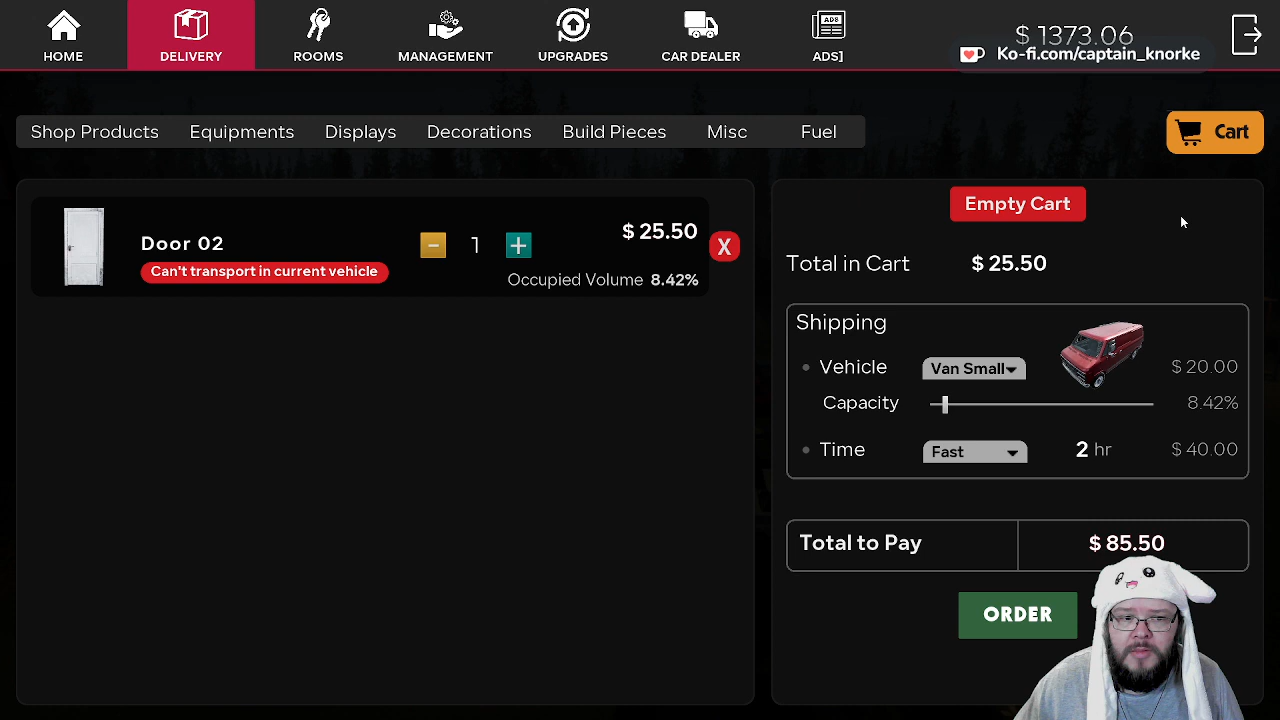 HOME
DELIVERY
ROOMS
MANAGEMENT
UPGRADES
CAR DEALER
ADS
ADS]
$ 1373.06
Ko-fi.com/captain_knorke
Shop Products
Equipments
Displays
Decorations
Build Pieces
Misc
Fuel
Cart
Door 02
Can't transport in current vehicle
− 1 +
$ 25.50
Occupied Volume 8.42%
X
Empty Cart
Total in Cart $ 25.50
Shipping
Vehicle Van Small $ 20.00
Capacity 8.42%
Time Fast 2 hr $ 40.00
Total to Pay $ 85.50
ORDER